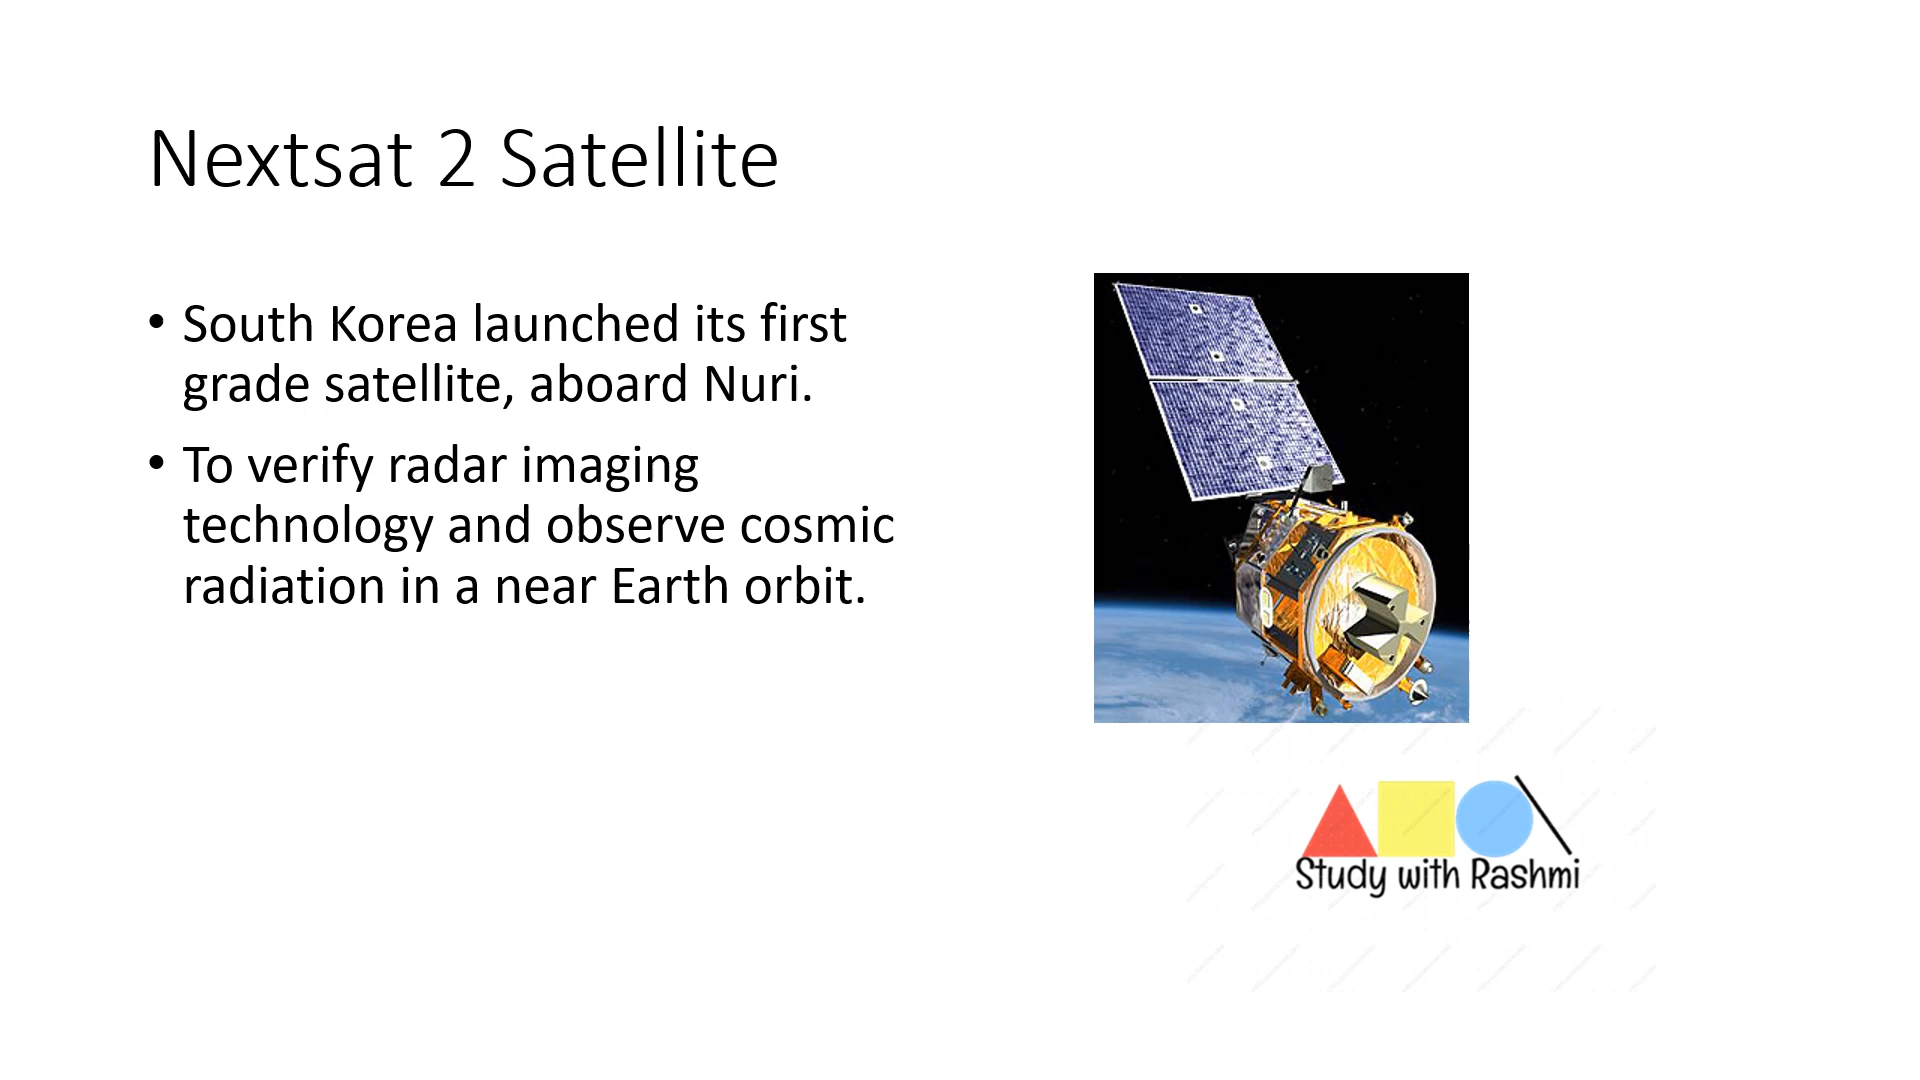 Nextsat 2 Satellite
• South Korea launched its first
grade satellite, aboard Nuri.
• To verify radar imaging
technology and observe cosmic
radiation in a near Earth orbit.
Study with Rashmi